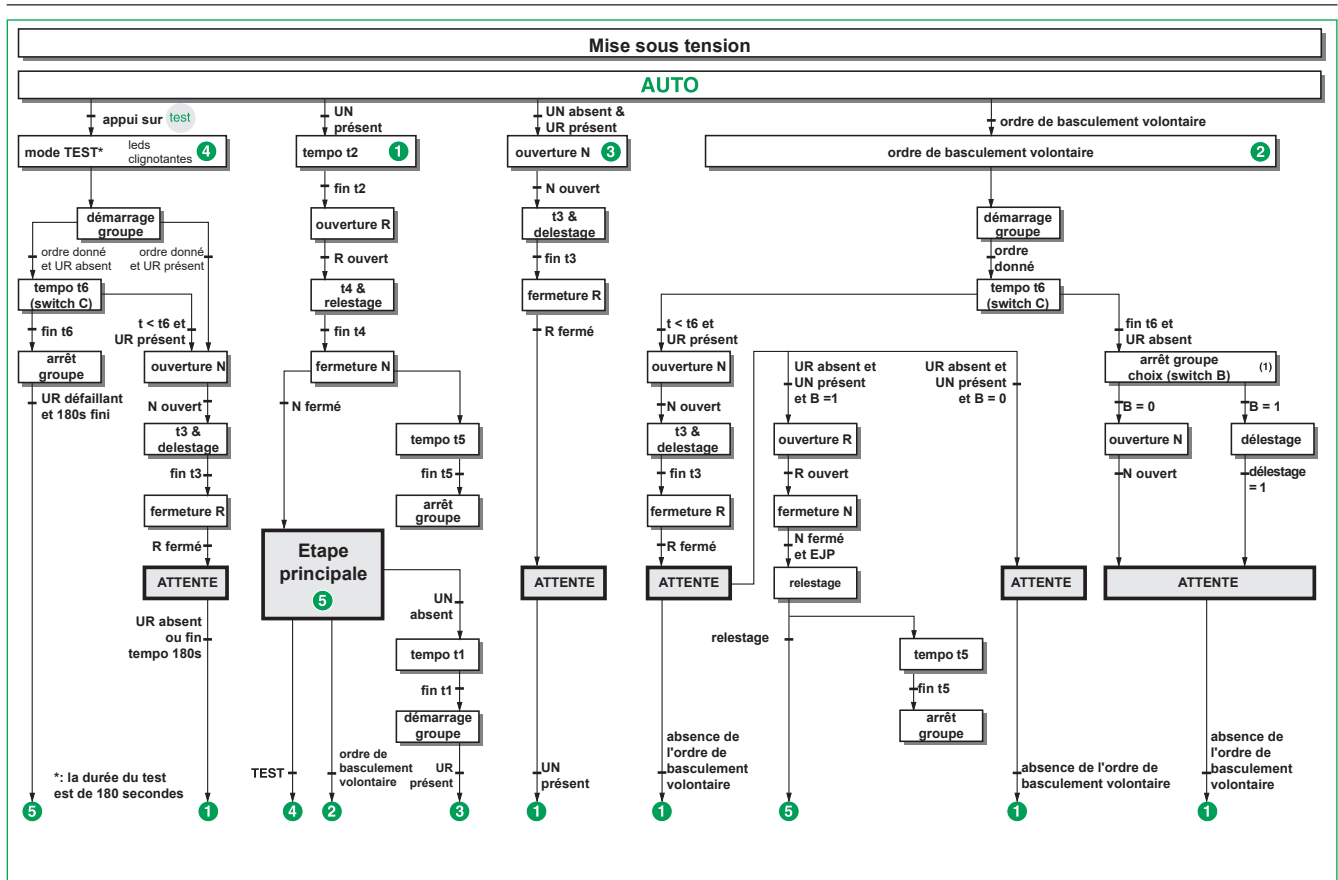 Mise sous tension
AUTO
appui sur test
mode TEST*
leds
clignotantes
4
démarrage
groupe
ordre donné
et UR absent
ordre donné
et UR présent
tempo t6
(switch C)
fin t6
t < t6 et
UR présent
arrêt
groupe
ouverture N
UR défaillant
et 180s fini
N ouvert
t3 &
delestage
fin t3
fermeture R
R fermé
ATTENTE
UR absent
ou fin
tempo 180s
*: la durée du test
est de 180 secondes
5
1
UN
présent
tempo t2
1
fin t2
ouverture R
R ouvert
t4 &
relestage
fin t4
fermeture N
N fermé
tempo t5
fin t5
arrêt
groupe
Etape
principale
5
UN
absent
tempo t1
fin t1
démarrage
groupe
TEST
ordre de
basculement
volontaire
UR
présent
4
2
3
UN absent &
UR présent
ouverture N
3
N ouvert
t3 &
delestage
fin t3
fermeture R
R fermé
ATTENTE
UN
présent
1
ordre de basculement volontaire
ordre de basculement volontaire
2
démarrage
groupe
ordre
donné
tempo t6
(switch C)
t < t6 et
UR présent
ouverture N
N ouvert
t3 &
delestage
fin t3
fermeture R
R fermé
ATTENTE
absence de
l'ordre de
basculement
volontaire
1
UR absent et
UN présent
et B =1
ouverture R
R ouvert
fermeture N
N fermé
et EJP
relestage
relestage
5
tempo t5
fin t5
arrêt
groupe
UR absent et
UN présent
et B = 0
ATTENTE
absence de l'ordre de
basculement volontaire
1
fin t6 et
UR absent
arrêt groupe
choix (switch B)
(1)
B = 0
B = 1
ouverture N
délestage
N ouvert
délestage
= 1
ATTENTE
absence de
l'ordre de
basculement
volontaire
1